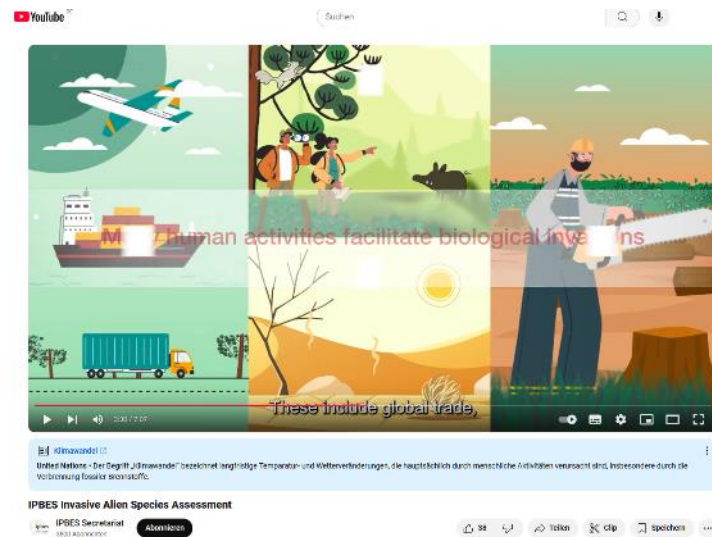 YouTube DE
Suchen
Many human activities facilitate biological invasions
These include global trade,
Klimawandel
United Nations • Der Begriff „Klimawandel" bezeichnet langfristige Temperatur- und Wetterveränderungen, die hauptsächlich durch menschliche Aktivitäten verursacht sind, insbesondere durch die
Verbrennung fossiler Brennstoffe.
IPBES Invasive Alien Species Assessment
IPBES Secretariat
Abonnieren
38
Teilen
Clip
Speichern